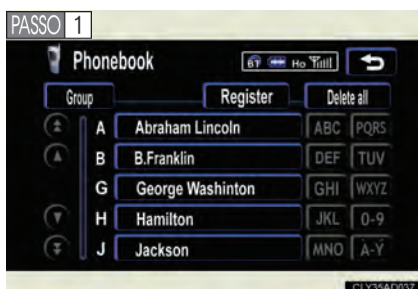 PASSO 1
Phonebook BT Ho
Group Register Delete all
A Abraham Lincoln ABC PQRS
B B.Franklin DEF TUV
G George Washinton GHI WXYZ
H Hamilton JKL 0-9
J Jackson MNO À-Ý
CLY35AD037